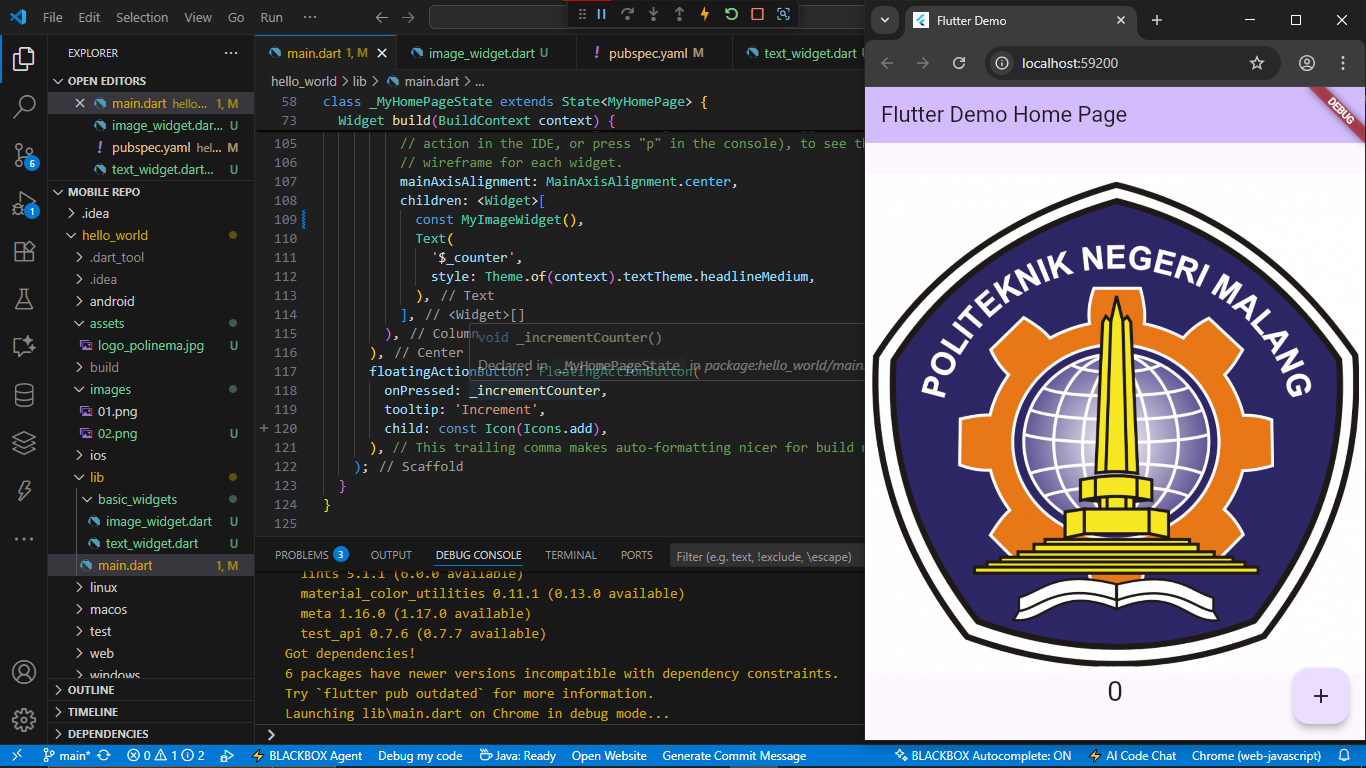 File Edit Selection View Go Run ···
EXPLORER ···
OPEN EDITORS
main.dart hello... 1, M
image_widget.dar... U
pubspec.yaml hel... M
text_widget.dart... U
MOBILE REPO
.idea
hello_world
.dart_tool
.idea
android
assets
logo_polinema.jpg
build
images
01.png
02.png U
ios
lib
basic_widgets
image_widget.dart U
text_widget.dart U
main.dart 1, M
linux
macos
test
web
windows
OUTLINE
TIMELINE
DEPENDENCIES
6
1
main.dart 1, M
image_widget.dart U
pubspec.yaml M
text_widget.dart U
hello_world > lib > main.dart > ...
58 class _MyHomePageState extends State<MyHomePage> {
73 Widget build(BuildContext context) {
105 // action in the IDE, or press "p" in the console), to see th
106 // wireframe for each widget.
107 mainAxisAlignment: MainAxisAlignment.center,
108 children: <Widget>[
109 const MyImageWidget(),
110 Text(
111 '$_counter',
112 style: Theme.of(context).textTheme.headlineMedium,
113 ), // Text
114 ], // <Widget>[]
115 ), // Column
116 ), // Center
117 floatingActionButton: FloatingActionButton(
118 onPressed: _incrementCounter,
119 tooltip: 'Increment',
120 child: const Icon(Icons.add),
121 ), // This trailing comma makes auto-formatting nicer for build m
122 ); // Scaffold
123 }
124 }
125
void _incrementCounter()
Declared in _MyHomePageState in package:hello_world/main.
PROBLEMS 3 OUTPUT DEBUG CONSOLE TERMINAL PORTS Filter (e.g. text, !exclude, \escape)
lints 5.1.1 (6.0.0 available)
material_color_utilities 0.11.1 (0.13.0 available)
meta 1.16.0 (1.17.0 available)
test_api 0.7.6 (0.7.7 available)
Got dependencies!
6 packages have newer versions incompatible with dependency constraints.
Try `flutter pub outdated` for more information.
Launching lib\main.dart on Chrome in debug mode...
Flutter Demo
localhost:59200
Flutter Demo Home Page
DEBUG
POLITEKNIK NEGERI MALANG
0
main* 0 1 2 BLACKBOX Agent Debug my code Java: Ready Open Website Generate Commit Message BLACKBOX Autocomplete: ON AI Code Chat Chrome (web-javascript)